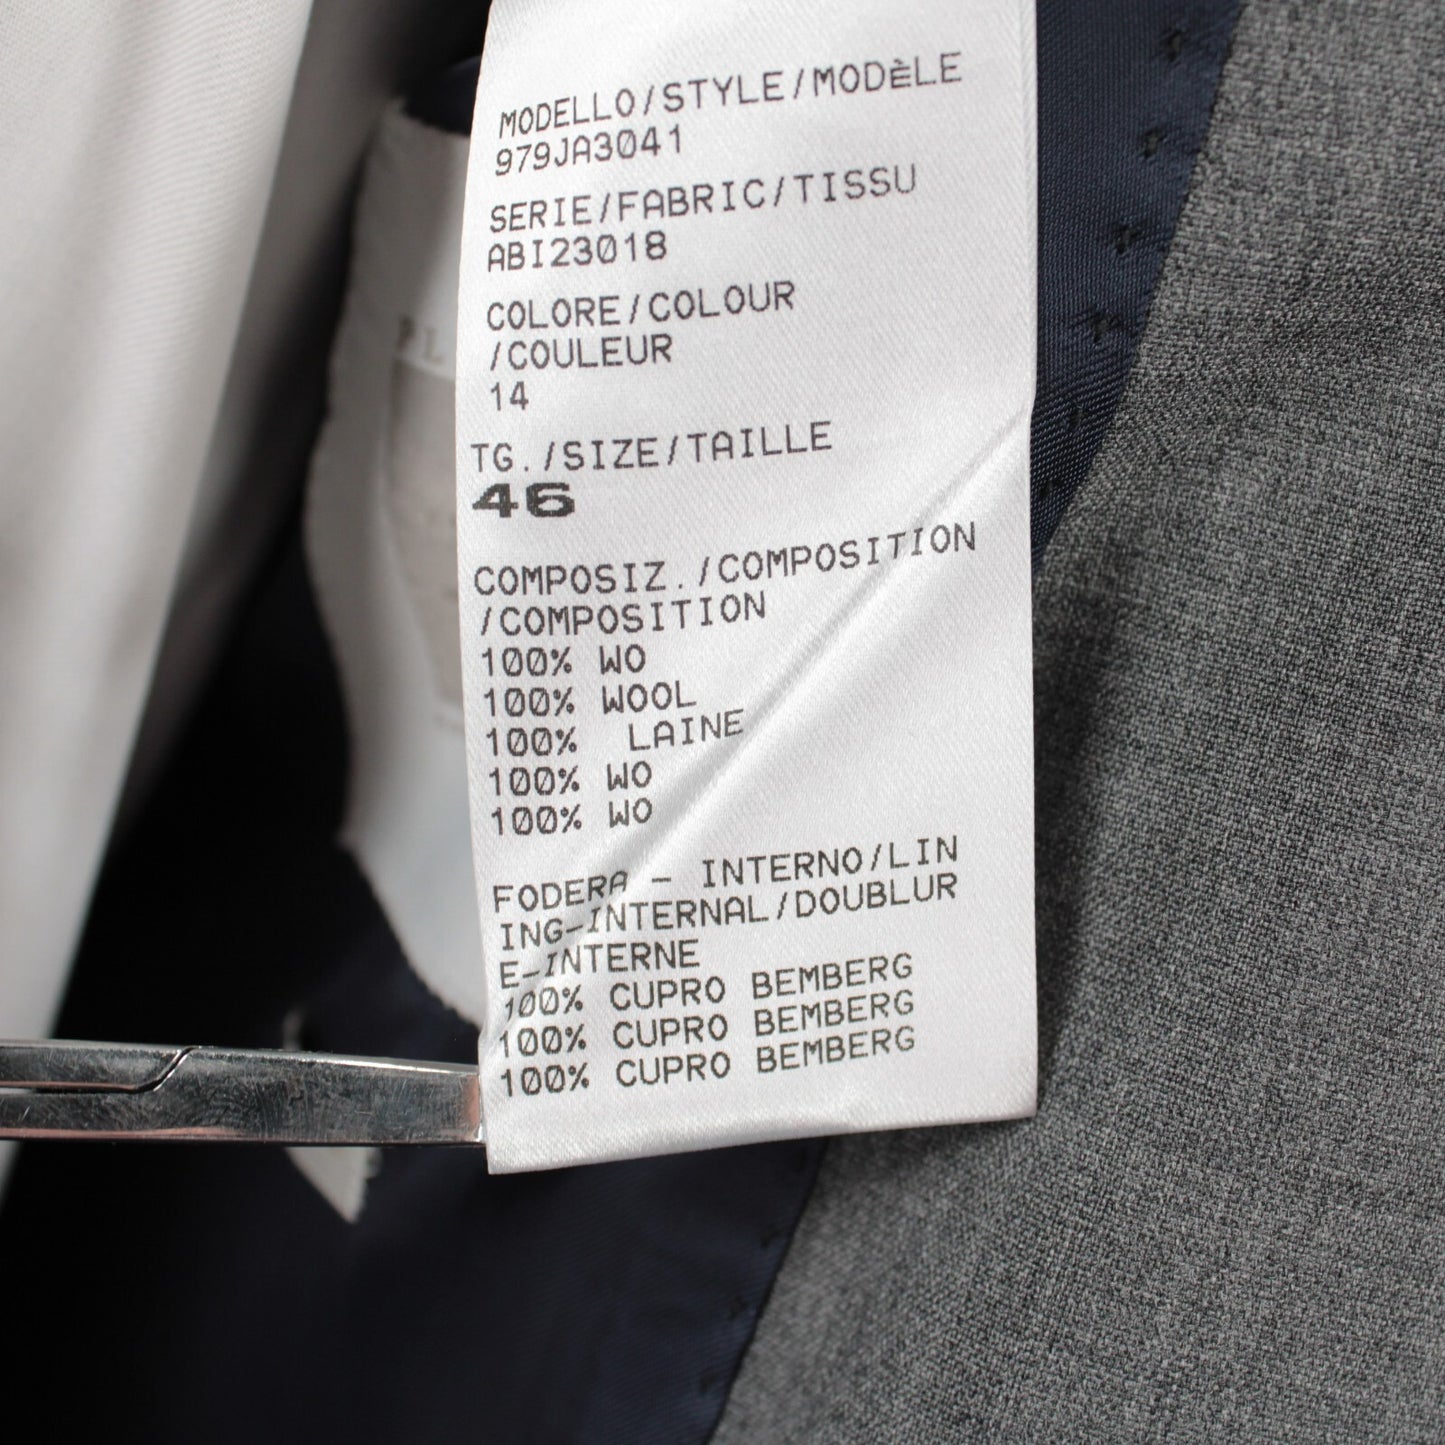 MODELLO/STYLE/MODÈLE
979JA3041
SERIE/FABRIC/TISSU
ABI23018
COLORE/COLOUR
/COULEUR
14
TG./SIZE/TAILLE
46
COMPOSIZ./COMPOSITION
/COMPOSITION
100% WO
100% WOOL
100% LAINE
100% WO
100% WO
FODERA - INTERNO/LIN
ING-INTERNAL/DOUBLUR
E-INTERNE
100% CUPRO BEMBERG
100% CUPRO BEMBERG
100% CUPRO BEMBERG